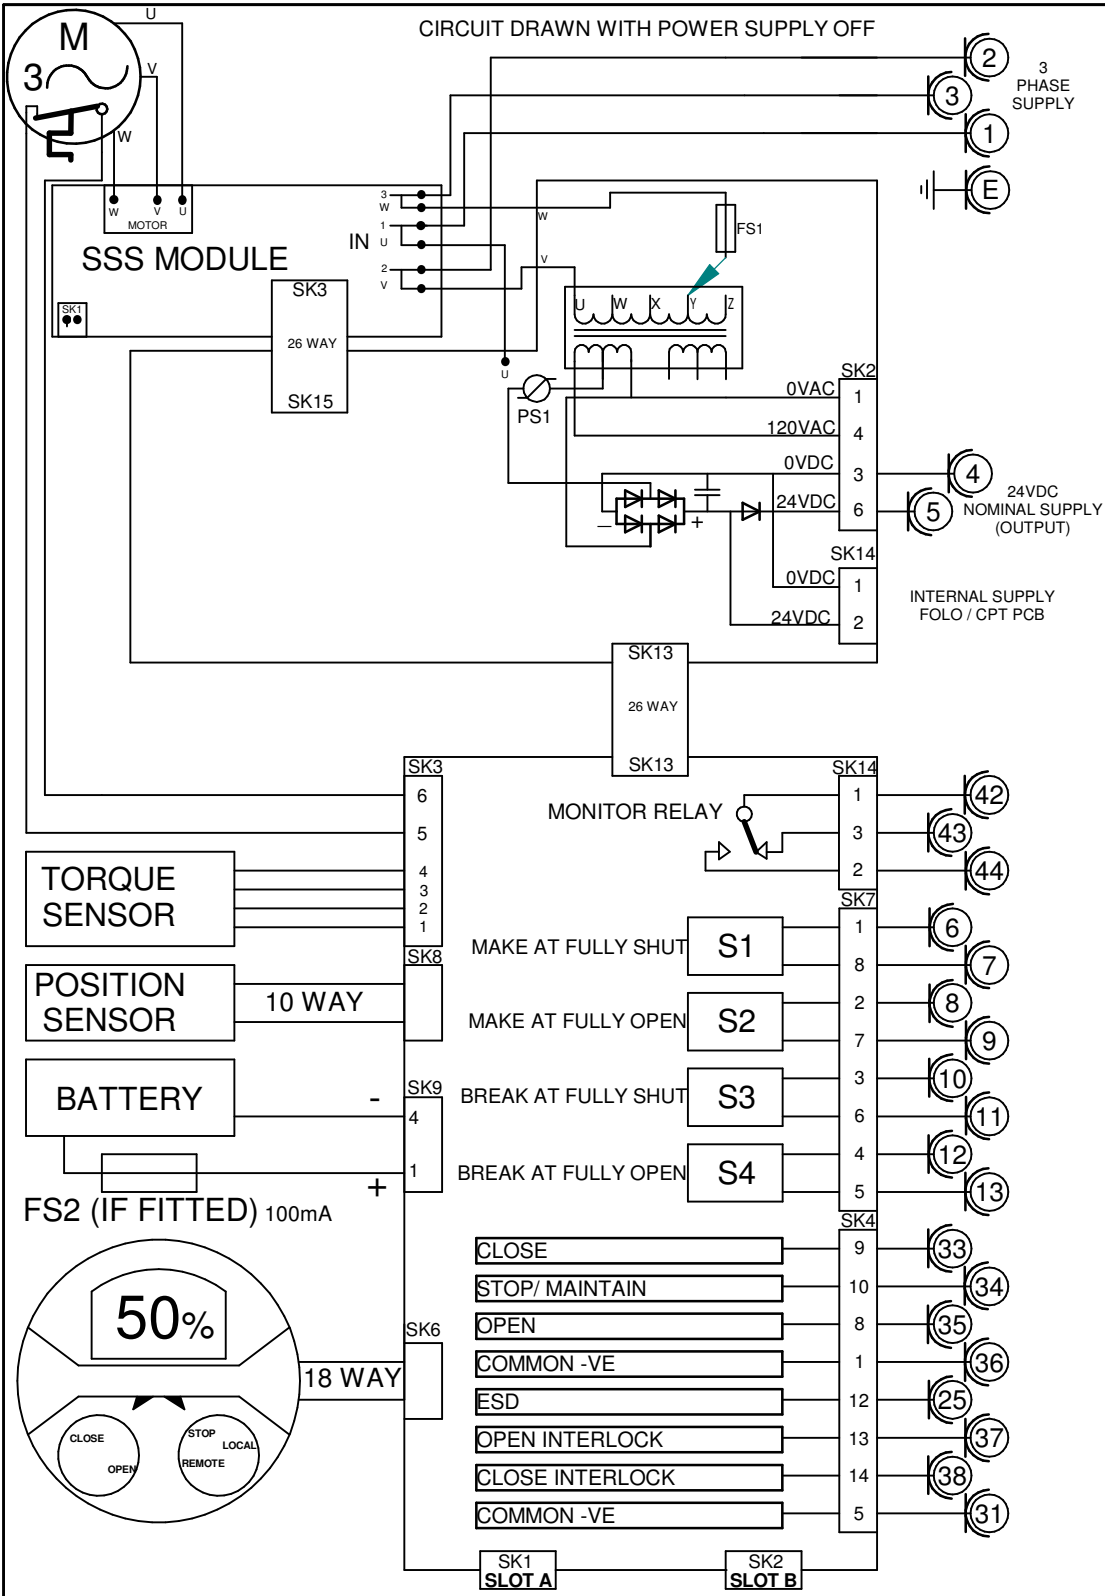 CIRCUIT DRAWN WITH POWER SUPPLY OFF
M
3
U
V
W
2
3
1
E
3
PHASE
SUPPLY
W
V
U
MOTOR
SSS MODULE
IN
3
W
1
U
2
V
SK1
SK3
26 WAY
SK15
W
V
U
FS1
U
W
X
Y
Z
PS1
SK2
0VAC
1
120VAC
4
0VDC
3
24VDC
6
–
+
4
5
24VDC
NOMINAL SUPPLY
(OUTPUT)
SK14
0VDC
1
24VDC
2
INTERNAL SUPPLY
FOLO / CPT PCB
SK13
26 WAY
SK13
SK3
6
5
4
3
2
1
TORQUE
SENSOR
SK8
POSITION
SENSOR
10 WAY
SK9
BATTERY
-
4
1
+
FS2 (IF FITTED) 100mA
50%
CLOSE
OPEN
STOP
LOCAL
REMOTE
SK6
18 WAY
SK14
MONITOR RELAY
1
42
3
43
2
44
SK7
MAKE AT FULLY SHUT
S1
1
6
8
7
MAKE AT FULLY OPEN
S2
2
8
7
9
BREAK AT FULLY SHUT
S3
3
10
6
11
BREAK AT FULLY OPEN
S4
4
12
5
13
SK4
CLOSE
9
33
STOP/ MAINTAIN
10
34
OPEN
8
35
COMMON -VE
1
36
ESD
12
25
OPEN INTERLOCK
13
37
CLOSE INTERLOCK
14
38
COMMON -VE
5
31
SK1
SLOT A
SK2
SLOT B